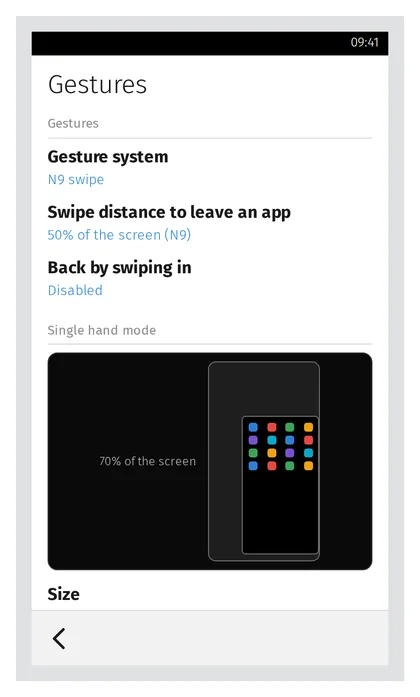 09:41
Gestures
Gestures
Gesture system
N9 swipe
Swipe distance to leave an app
50% of the screen (N9)
Back by swiping in
Disabled
Single hand mode
70% of the screen
Size